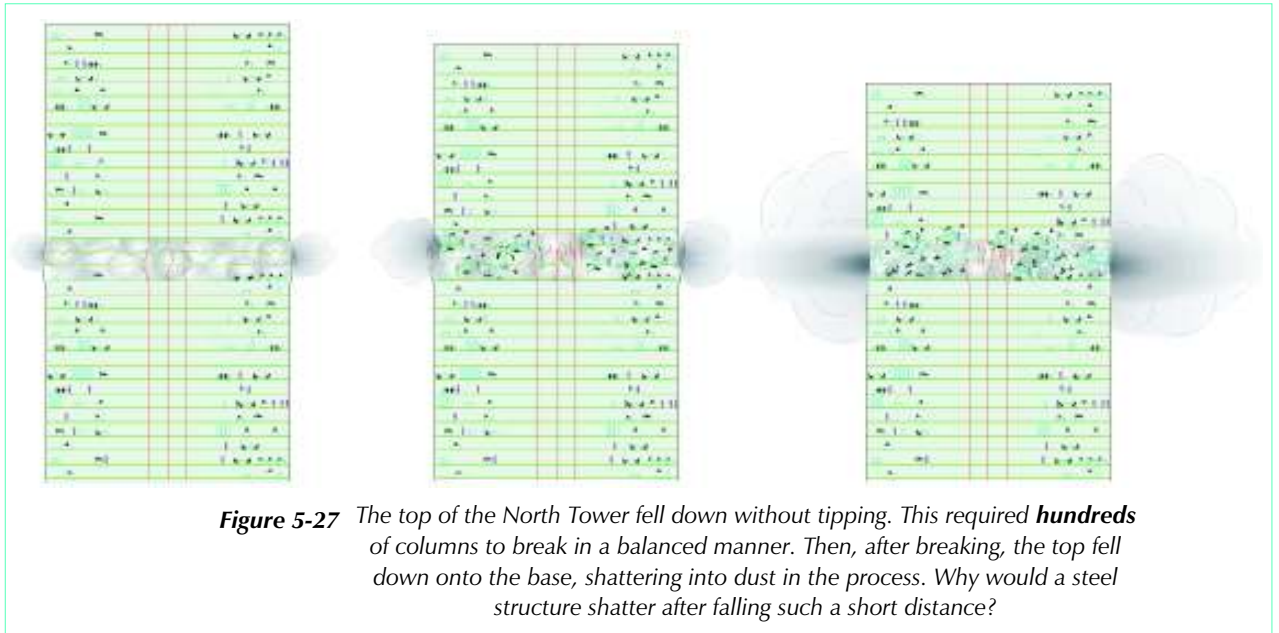 Figure 5-27 The top of the North Tower fell down without tipping. This required hundreds
of columns to break in a balanced manner. Then, after breaking, the top fell
down onto the base, shattering into dust in the process. Why would a steel
structure shatter after falling such a short distance?